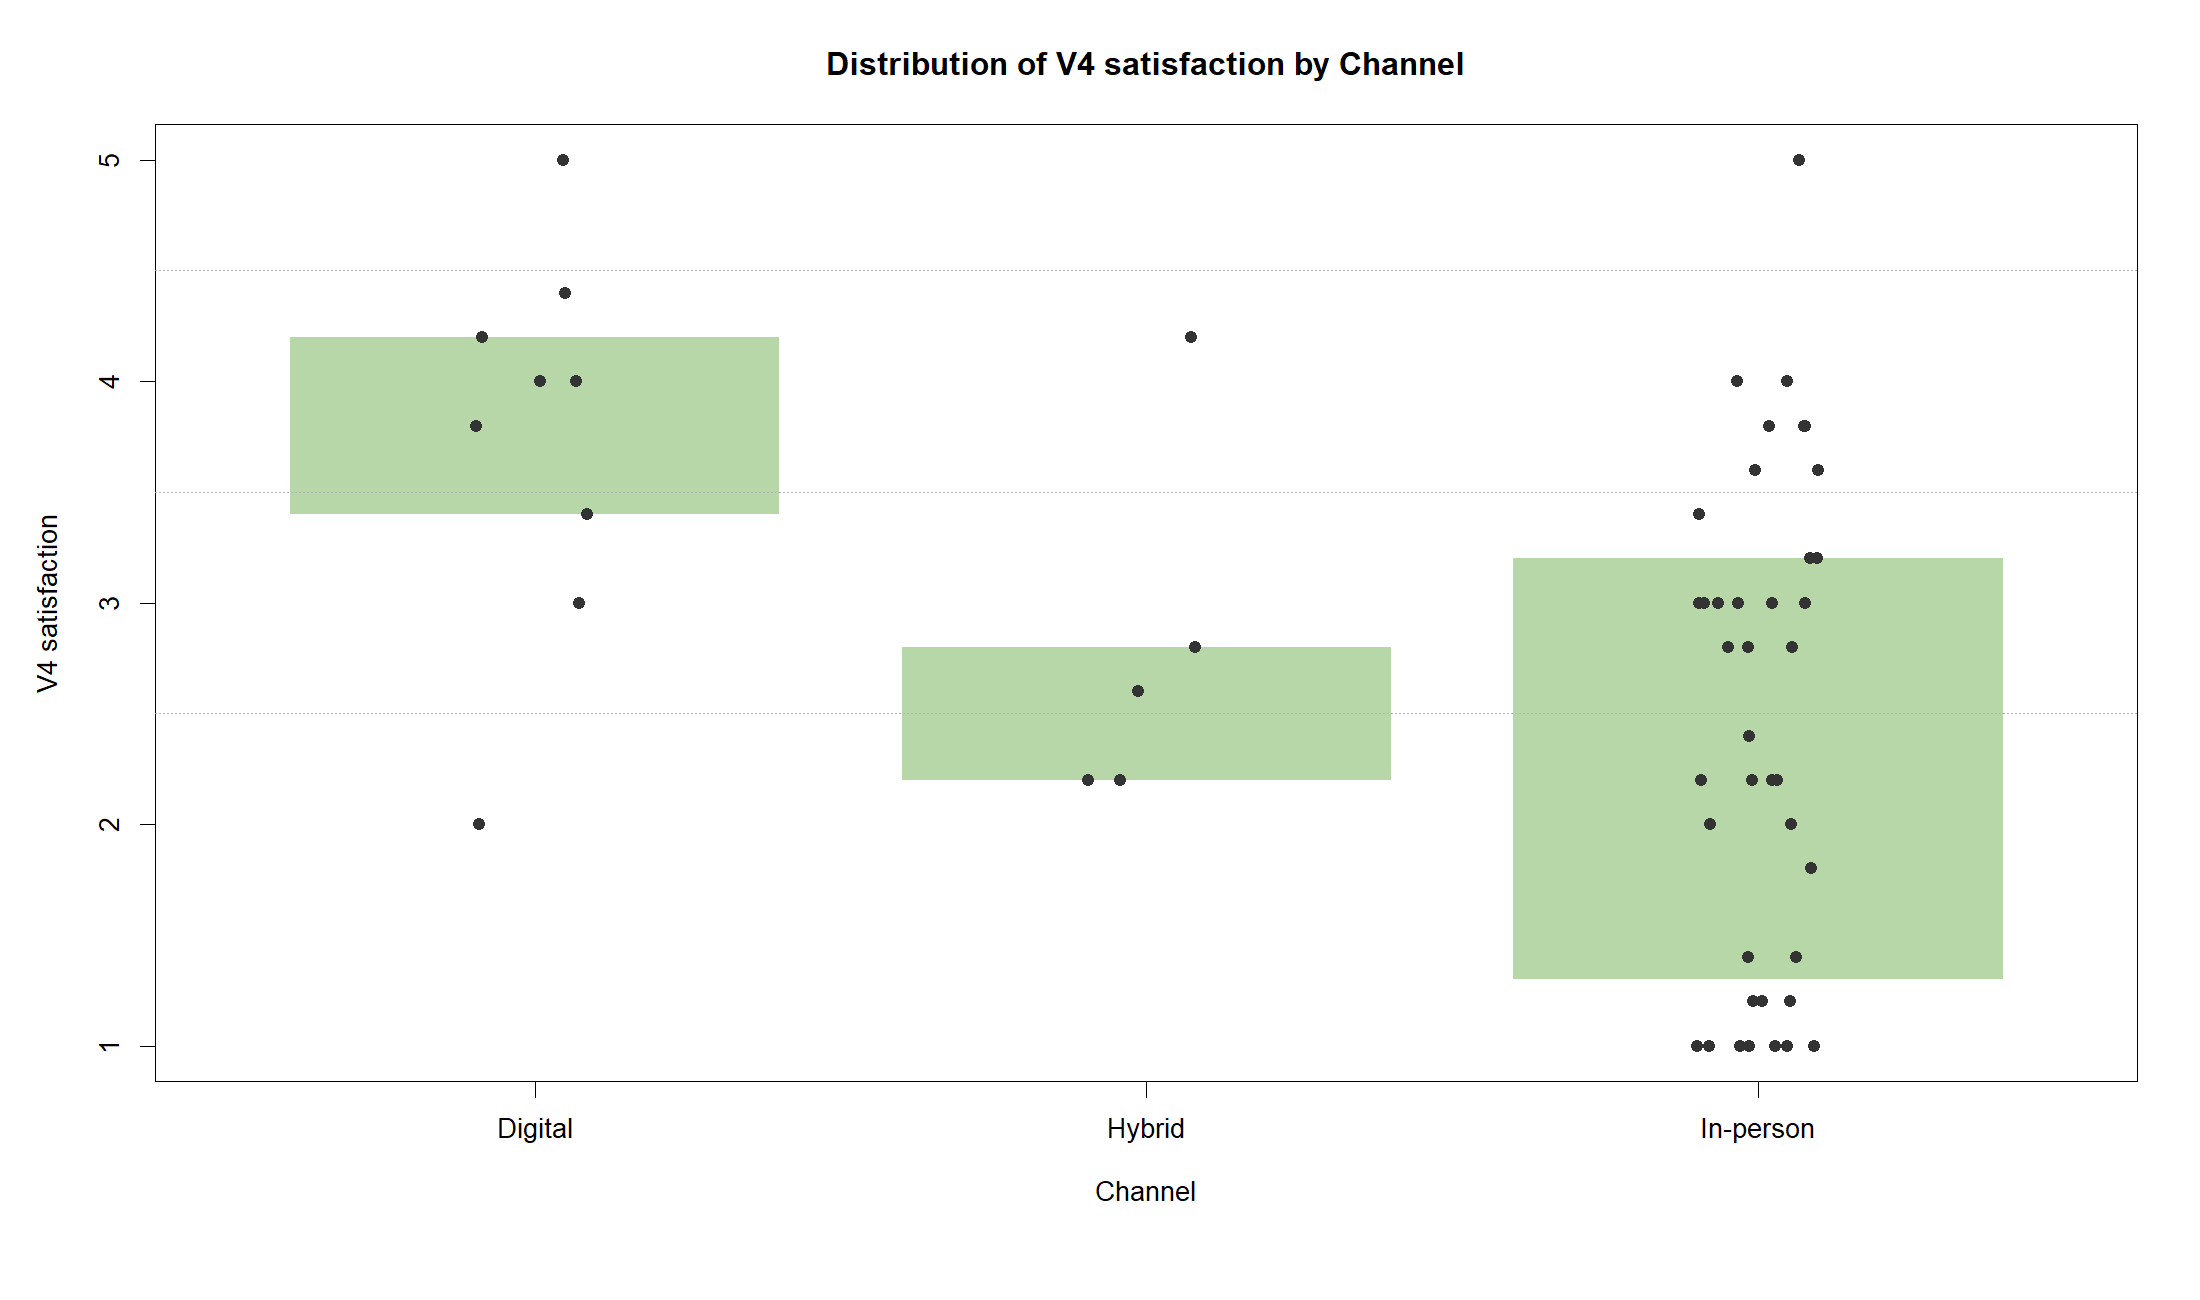 Distribution of V4 satisfaction by Channel
5
4
3
2
1
V4 satisfaction
Digital
Hybrid
In-person
Channel